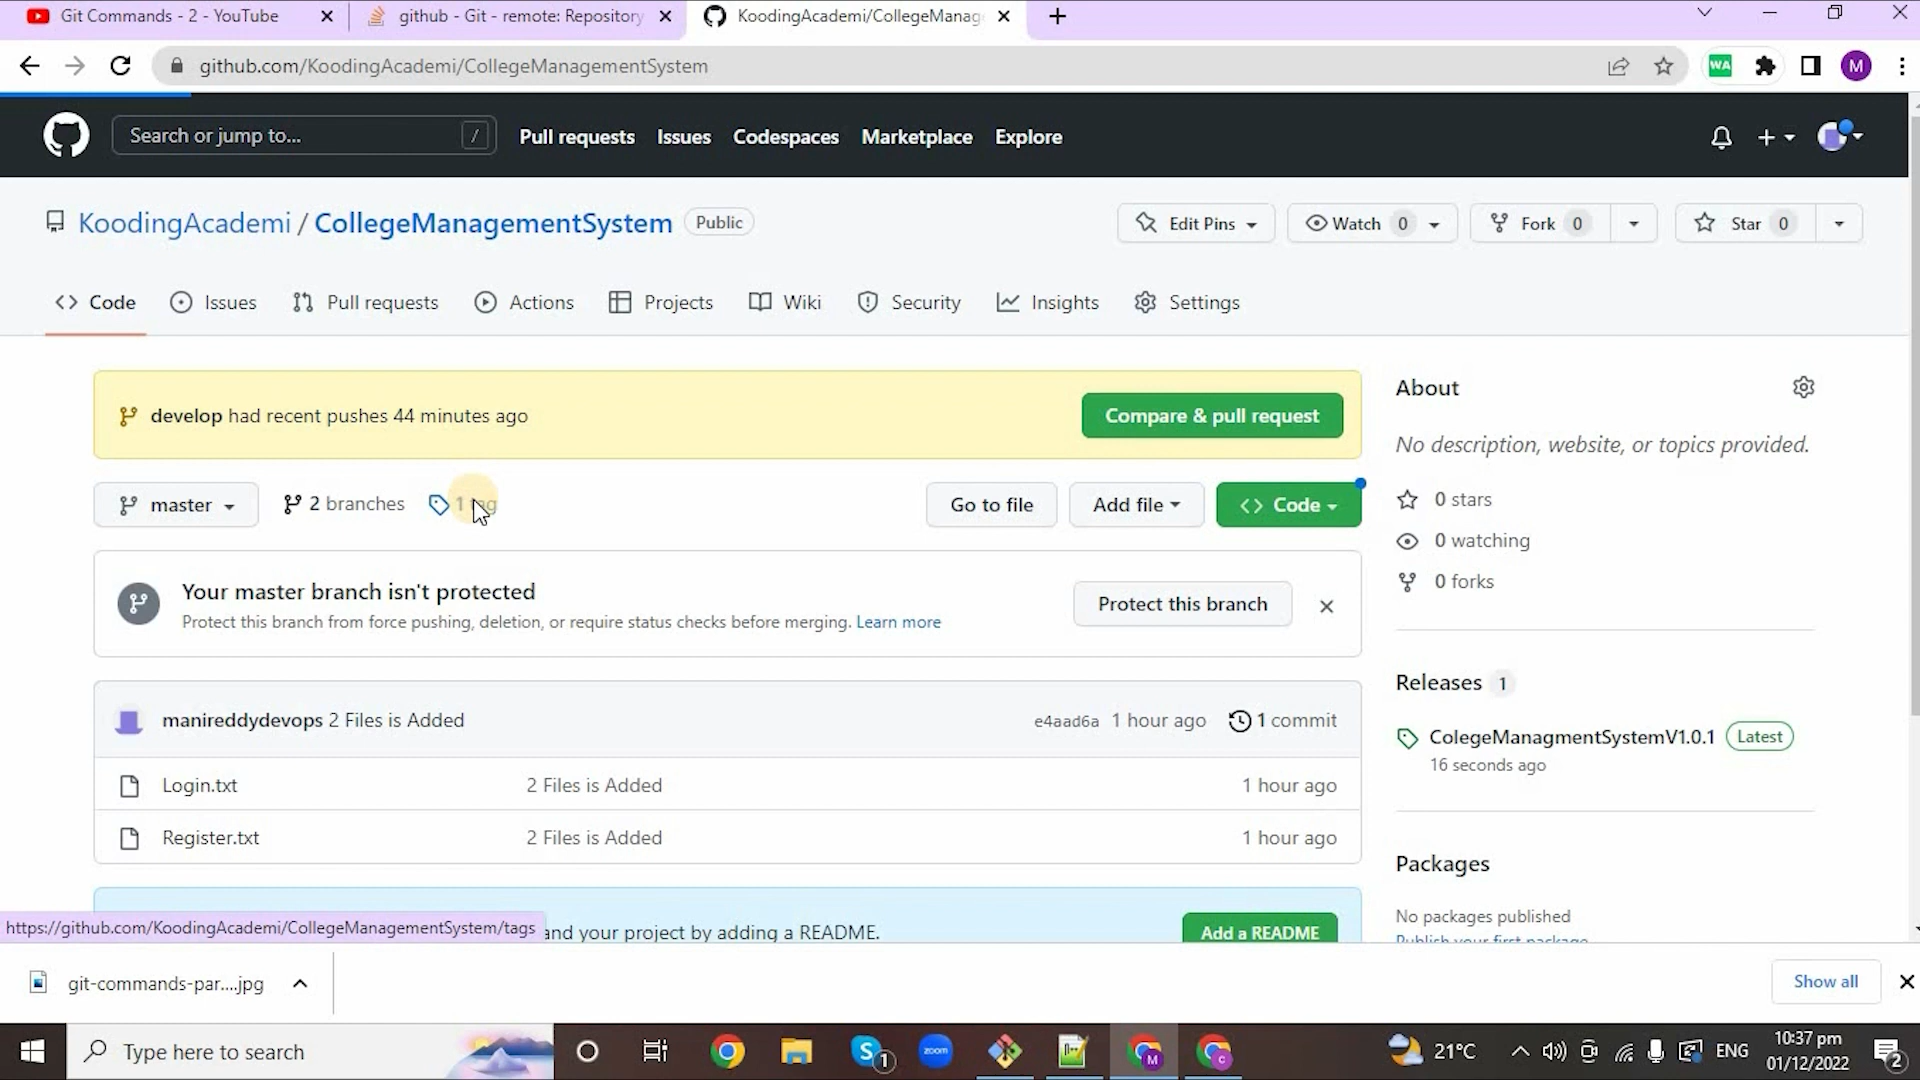 Git Commands - 2 - YouTube
github - Git - remote: Repository
KoodingAcademi/CollegeManag
github.com/KoodingAcademi/CollegeManagementSystem
WA
M
Search or jump to...
/
Pull requests
Issues
Codespaces
Marketplace
Explore
KoodingAcademi / CollegeManagementSystem
Public
Edit Pins
Watch 0
Fork 0
Star 0
Code
Issues
Pull requests
Actions
Projects
Wiki
Security
Insights
Settings
develop had recent pushes 44 minutes ago
Compare & pull request
About
No description, website, or topics provided.
master
2 branches
1 tag
Go to file
Add file
Code
0 stars
0 watching
0 forks
Your master branch isn't protected
Protect this branch from force pushing, deletion, or require status checks before merging. Learn more
Protect this branch
Releases 1
ColegeManagmentSystemV1.0.1
Latest
16 seconds ago
manireddydevops 2 Files is Added
e4aad6a 1 hour ago
1 commit
Login.txt
2 Files is Added
1 hour ago
Register.txt
2 Files is Added
1 hour ago
Packages
No packages published
Publish your first package
and your project by adding a README.
Add a README
https://github.com/KoodingAcademi/CollegeManagementSystem/tags
git-commands-par....jpg
Show all
Type here to search
S
1
zoom
M
C
21°C
ENG
10:37 pm
01/12/2022
2